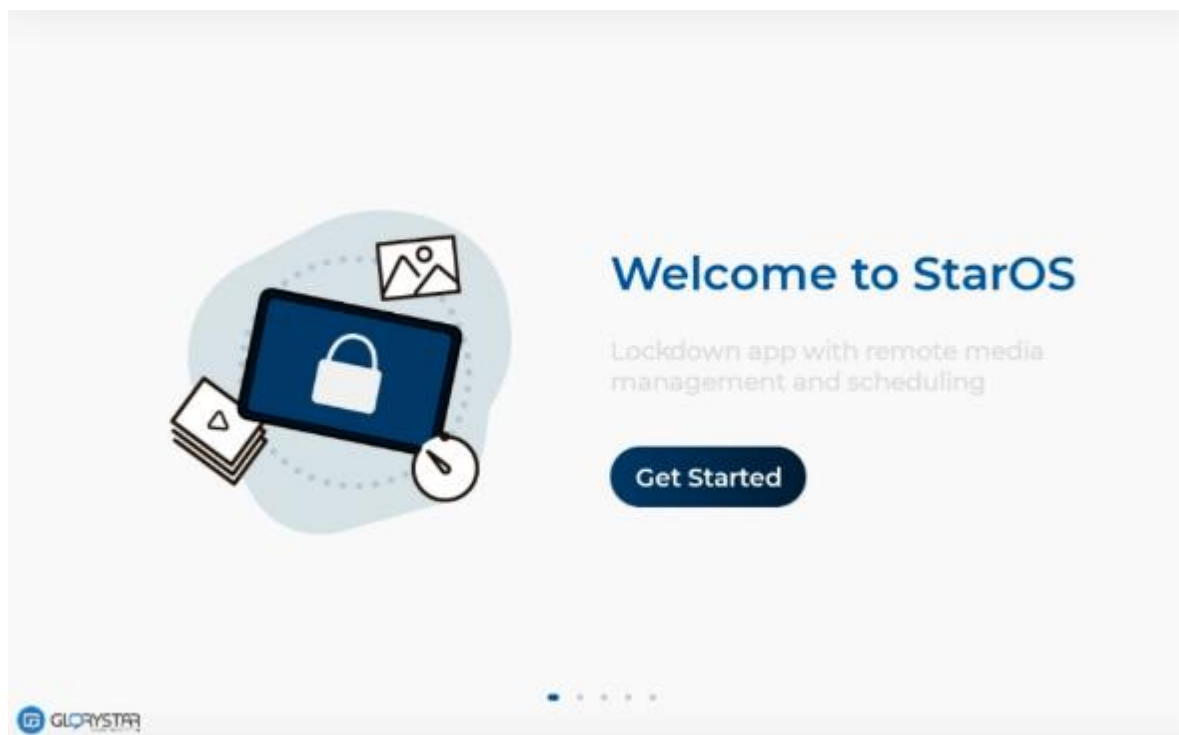 Welcome to StarOS
Lockdown app with remote media
management and scheduling
Get Started
GLORYSTAR